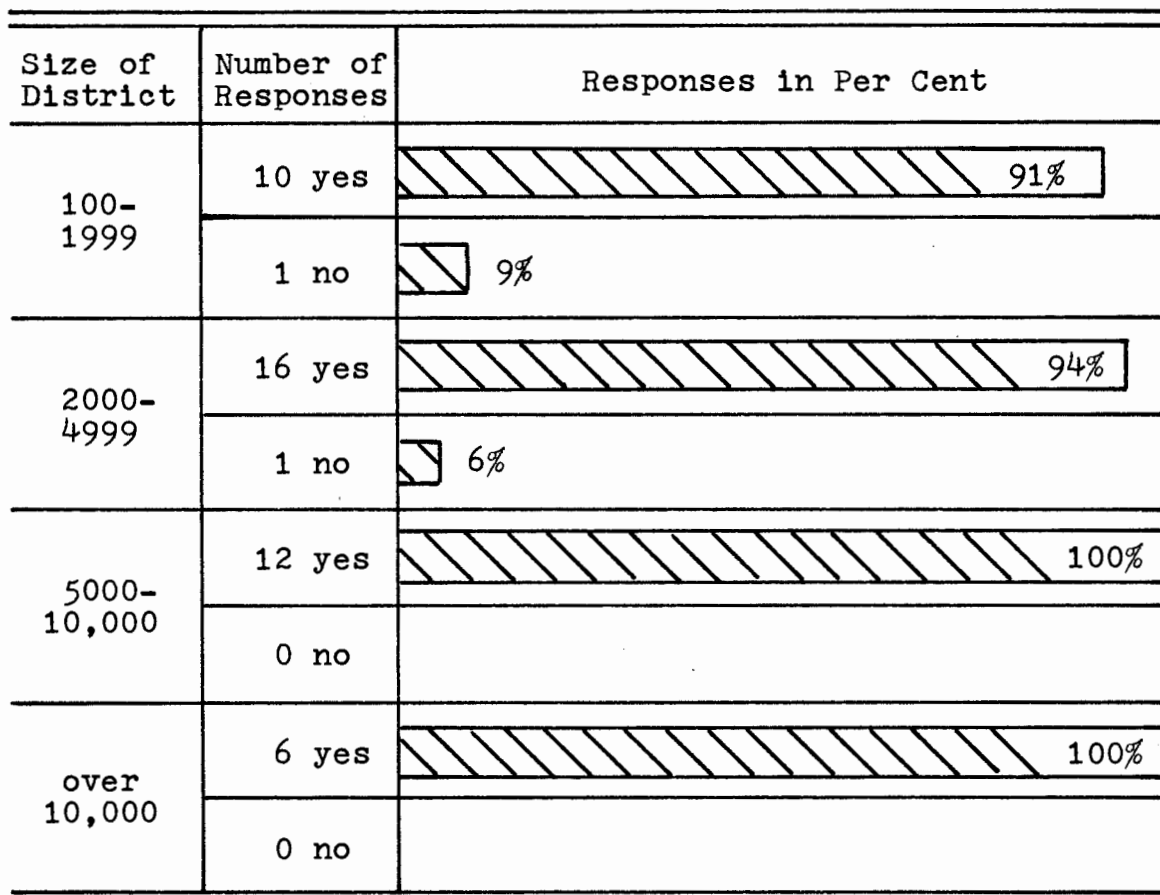 Size of
District
Number of
Responses
Responses in Per Cent
100-
1999
10 yes
91%
1 no
9%
2000-
4999
16 yes
94%
1 no
6%
5000-
10,000
12 yes
100%
0 no
over
10,000
6 yes
100%
0 no